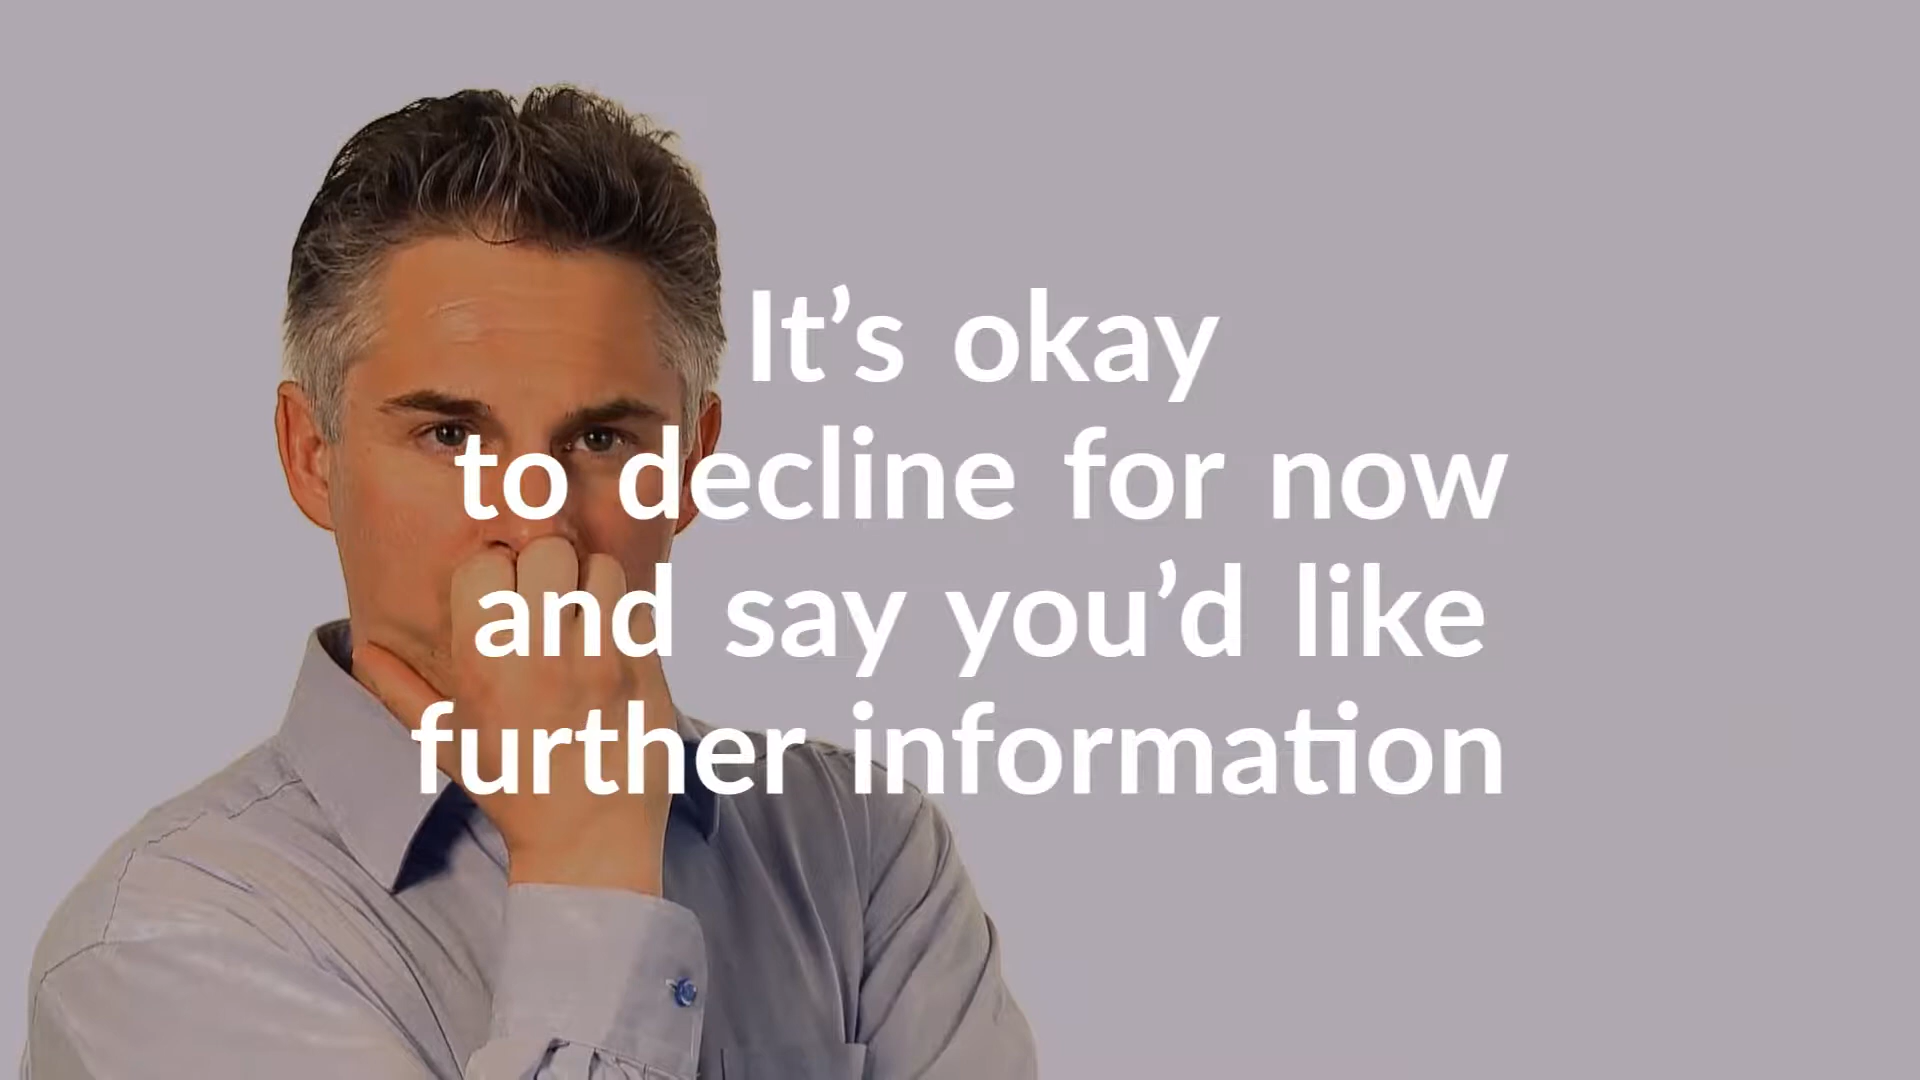 It’s okay
to decline for now
and say you’d like
further information